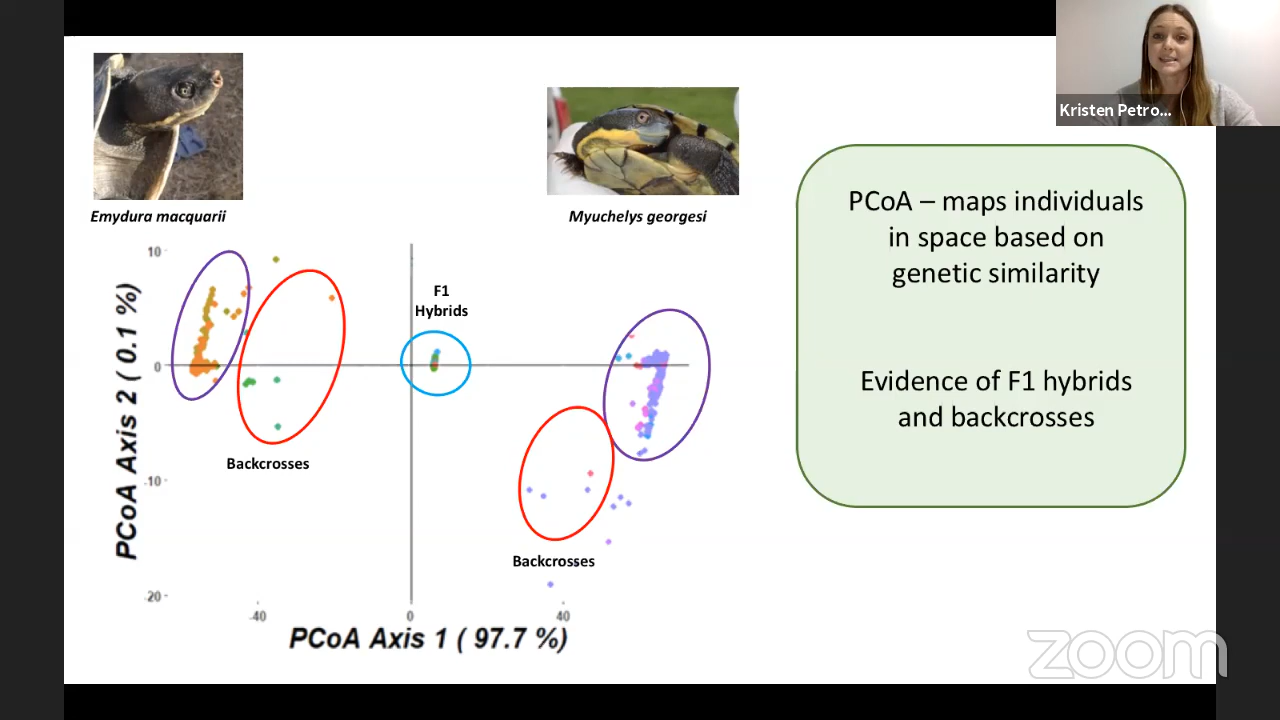 Kristen Petro...
Emydura macquarii
Myuchelys georgesi
PCoA – maps individuals
in space based on
genetic similarity
Evidence of F1 hybrids
and backcrosses
F1
Hybrids
Backcrosses
Backcrosses
10
0
-10
-20
-40
0
40
PCoA Axis 2 ( 0.1 %)
PCoA Axis 1 ( 97.7 %)
zoom